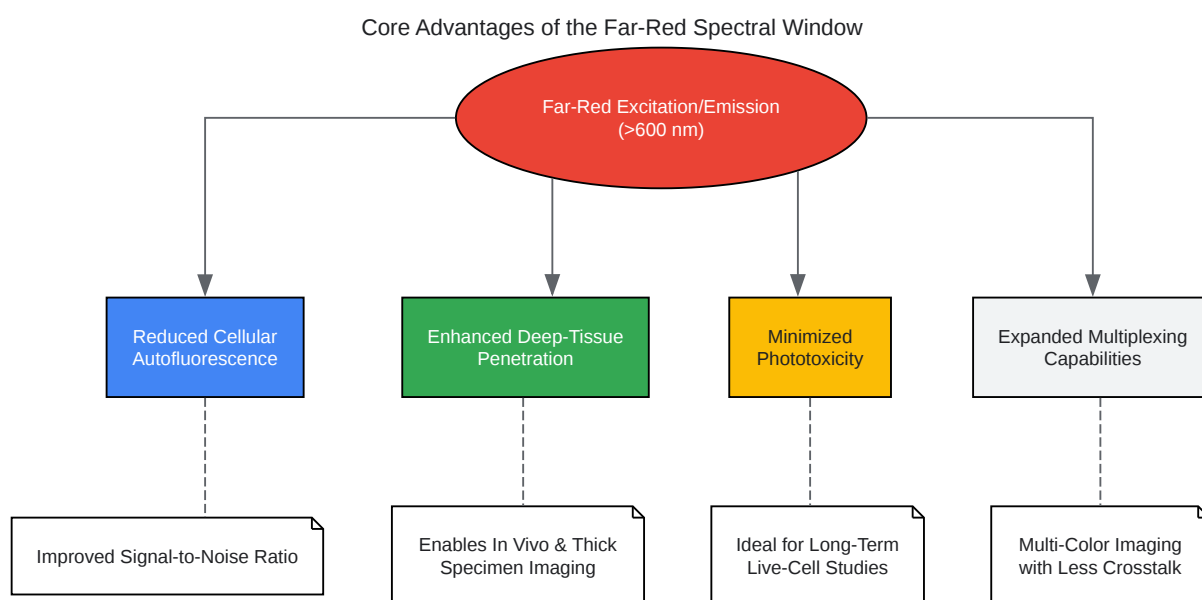 Core Advantages of the Far-Red Spectral Window
Far-Red Excitation/Emission
(>600 nm)
Reduced Cellular
Autofluorescence
Enhanced Deep-Tissue
Penetration
Minimized
Phototoxicity
Expanded Multiplexing
Capabilities
Improved Signal-to-Noise Ratio
Enables In Vivo & Thick
Specimen Imaging
Ideal for Long-Term
Live-Cell Studies
Multi-Color Imaging
with Less Crosstalk